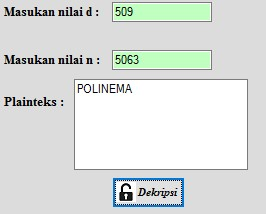 Masukan nilai d : 509
Masukan nilai n : 5063
Plainteks : POLINEMA
Dekripsi